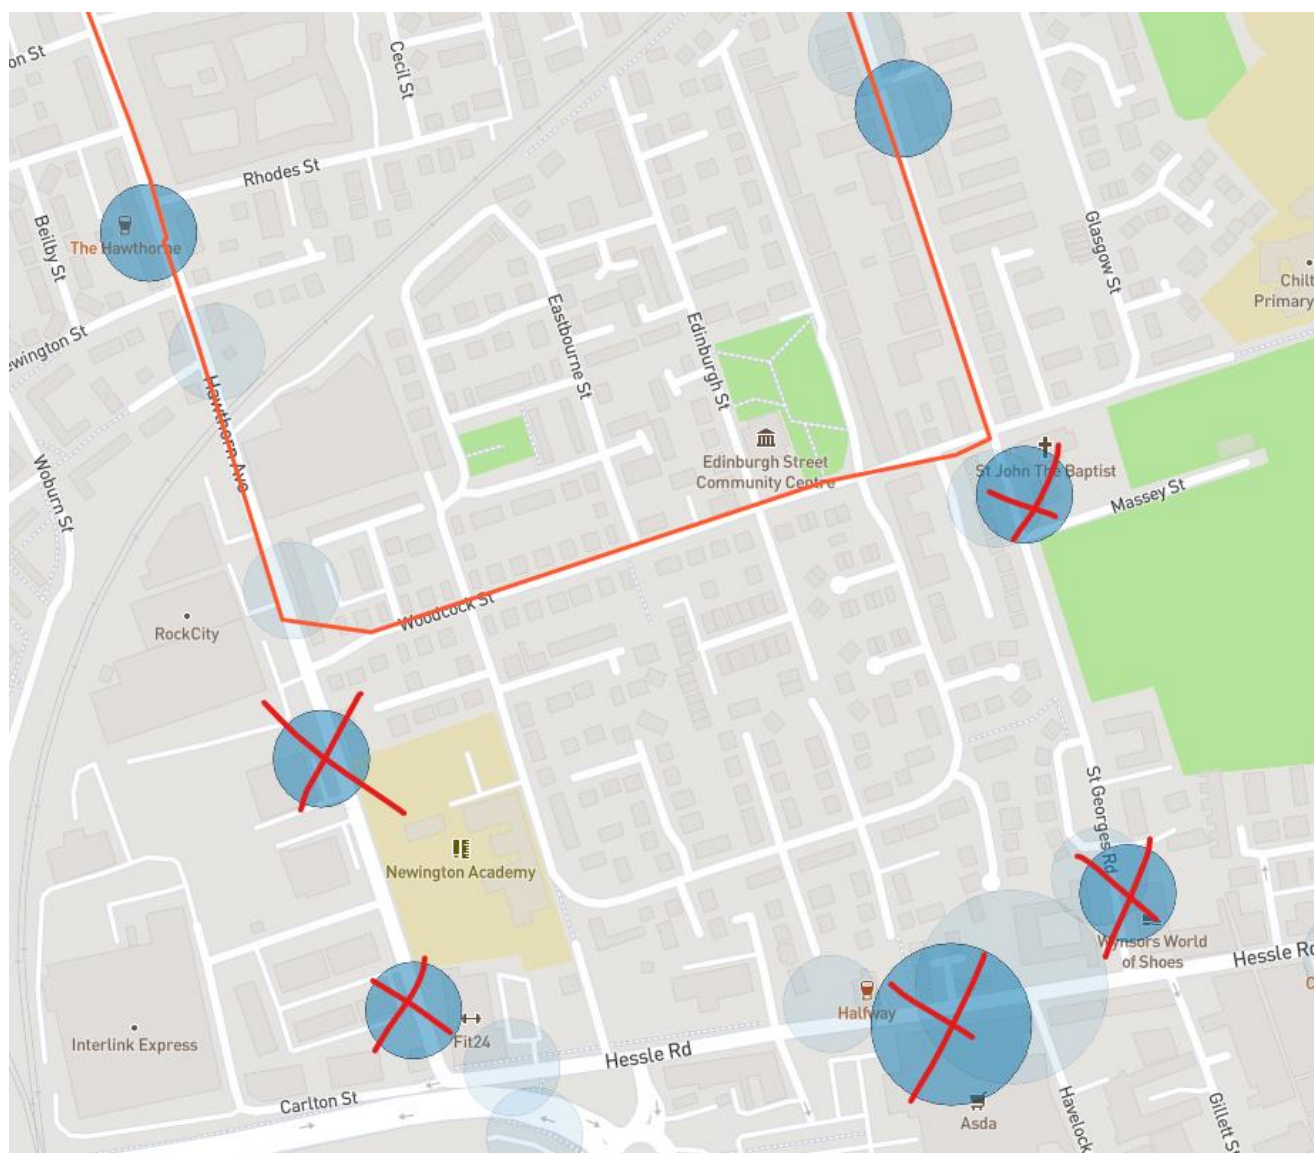 on St
Cecil St
Rhodes St
Beilby St
The Hawthorne
Glasgow St
Chilt
Primary
ewington St
Eastbourne St
Edinburgh St
Hawthorn Ave
Edinburgh Street
Community Centre
St John The Baptist
Woburn St
Massey St
Woodcock St
RockCity
St Georges Rd
Newington Academy
Wynsors World
of Shoes
Hessle Rd
Halfway
Interlink Express
Fit24
Hessle Rd
Carlton St
Asda
Havelock
Gillett St